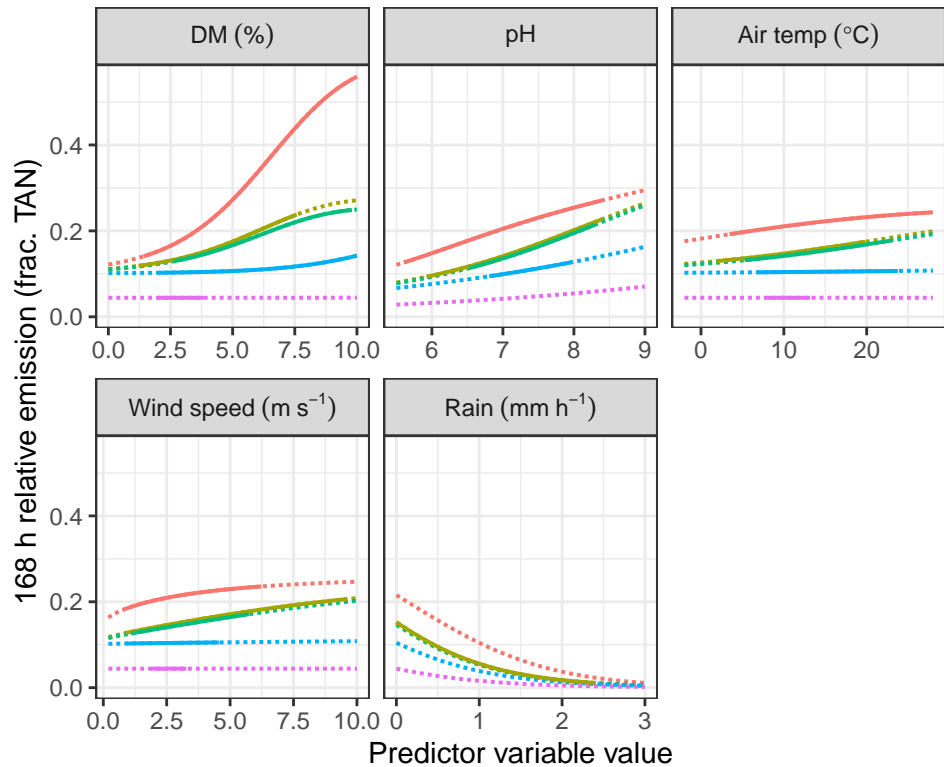 DM (%)
pH
Air temp (°C)
0.4
0.2
0.0
0.0 2.5 5.0 7.5 10.0
6 7 8 9
0 10 20
168 h relative emission (frac. TAN)
Wind speed (m s⁻¹)
Rain (mm h⁻¹)
0.4
0.2
0.0
0.0 2.5 5.0 7.5 10.0
0 1 2 3
Predictor variable value